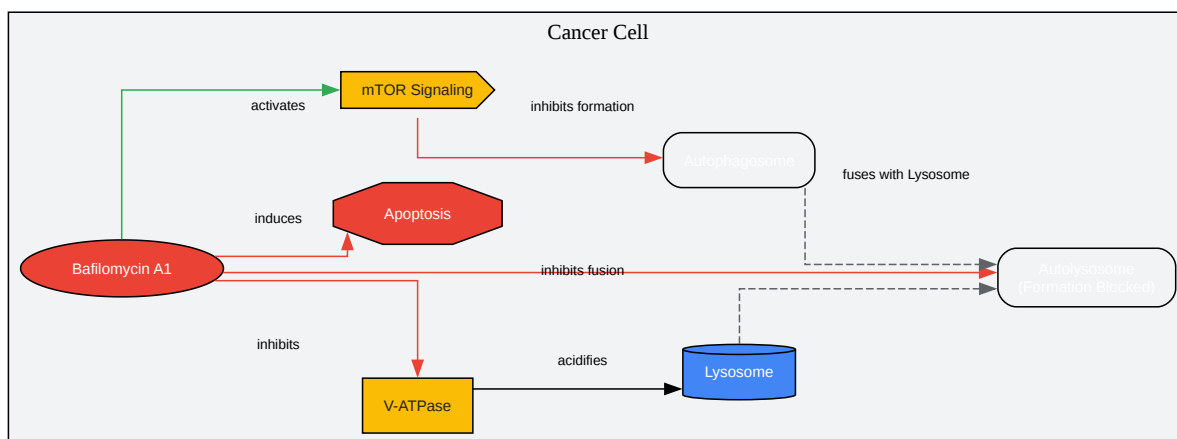 Cancer Cell
mTOR Signaling
activates
inhibits formation
Autophagosome
fuses with Lysosome
Apoptosis
induces
Bafilomycin A1
inhibits fusion
Autolysosome
(Formation Blocked)
inhibits
acidifies
Lysosome
V-ATPase